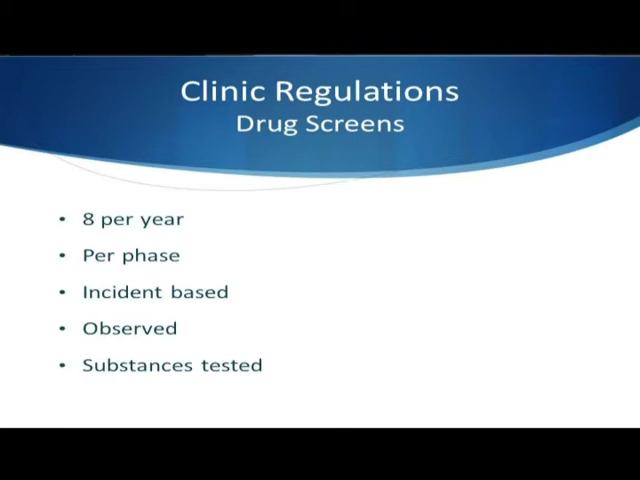 Clinic Regulations
Drug Screens
• 8 per year
• Per phase
• Incident based
• Observed
• Substances tested